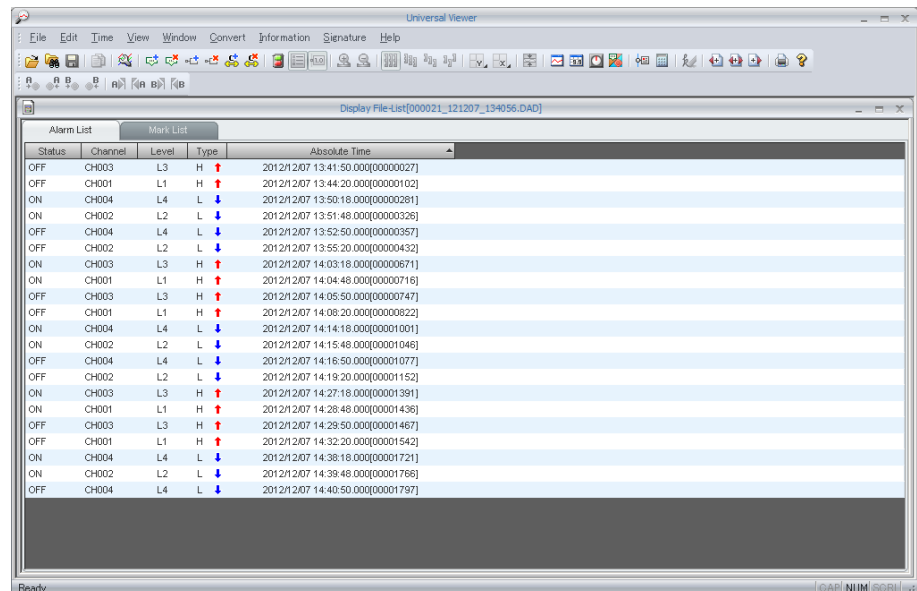 Universal Viewer
File Edit Time View Window Convert Information Signature Help
Display File-List[000021_121207_134056.DAD]
Alarm List Mark List
Status Channel Level Type Absolute Time
OFF CH003 L3 H 2012/12/07 13:41:50.000[00000027]
OFF CH001 L1 H 2012/12/07 13:44:20.000[00000102]
ON CH004 L4 L 2012/12/07 13:50:18.000[00000281]
ON CH002 L2 L 2012/12/07 13:51:48.000[00000326]
OFF CH004 L4 L 2012/12/07 13:52:50.000[00000357]
OFF CH002 L2 L 2012/12/07 13:55:20.000[00000432]
ON CH003 L3 H 2012/12/07 14:03:18.000[00000671]
ON CH001 L1 H 2012/12/07 14:04:48.000[00000716]
OFF CH003 L3 H 2012/12/07 14:05:50.000[00000747]
OFF CH001 L1 H 2012/12/07 14:08:20.000[00000822]
ON CH004 L4 L 2012/12/07 14:14:18.000[00001001]
ON CH002 L2 L 2012/12/07 14:15:48.000[00001046]
OFF CH004 L4 L 2012/12/07 14:16:50.000[00001077]
OFF CH002 L2 L 2012/12/07 14:19:20.000[00001152]
ON CH003 L3 H 2012/12/07 14:27:18.000[00001391]
ON CH001 L1 H 2012/12/07 14:28:48.000[00001436]
OFF CH003 L3 H 2012/12/07 14:29:50.000[00001467]
OFF CH001 L1 H 2012/12/07 14:32:20.000[00001542]
ON CH004 L4 L 2012/12/07 14:38:18.000[00001721]
ON CH002 L2 L 2012/12/07 14:39:48.000[00001766]
OFF CH004 L4 L 2012/12/07 14:40:50.000[00001797]
Ready CAP NUM SCRL